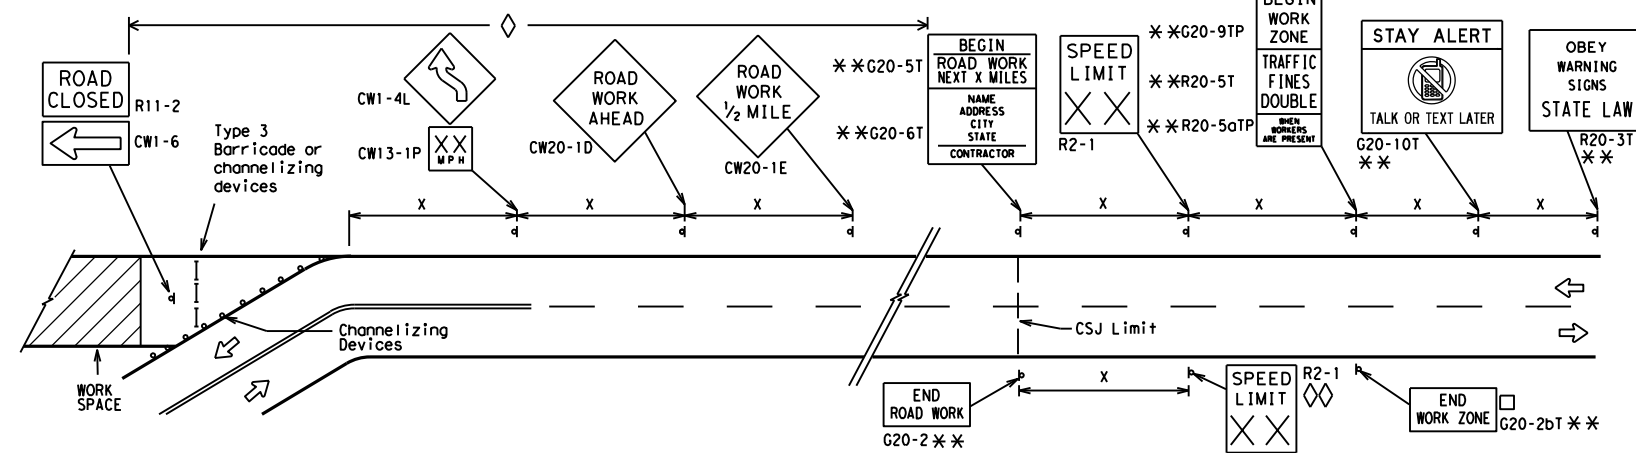 ROAD
CLOSED
R11-2
CW1-6
Type 3
Barricade or
channelizing
devices
CW1-4L
XX
MPH
CW13-1P
ROAD
WORK
AHEAD
CW20-1D
ROAD
WORK
1/2 MILE
CW20-1E
**G20-5T
**G20-6T
BEGIN
ROAD WORK
NEXT X MILES
NAME
ADDRESS
CITY
STATE
CONTRACTOR
SPEED
LIMIT
XX
R2-1
**G20-9TP
**R20-5T
**R20-5aTP
BEGIN
WORK
ZONE
TRAFFIC
FINES
DOUBLE
WHEN
WORKERS
ARE PRESENT
STAY ALERT
TALK OR TEXT LATER
G20-10T
**
OBEY
WARNING
SIGNS
STATE LAW
R20-3T
**
X
X
X
X
X
X
X
Channelizing
Devices
WORK
SPACE
CSJ Limit
END
ROAD WORK
G20-2 **
X
SPEED
LIMIT
XX
R2-1
END
WORK ZONE
G20-2bT **